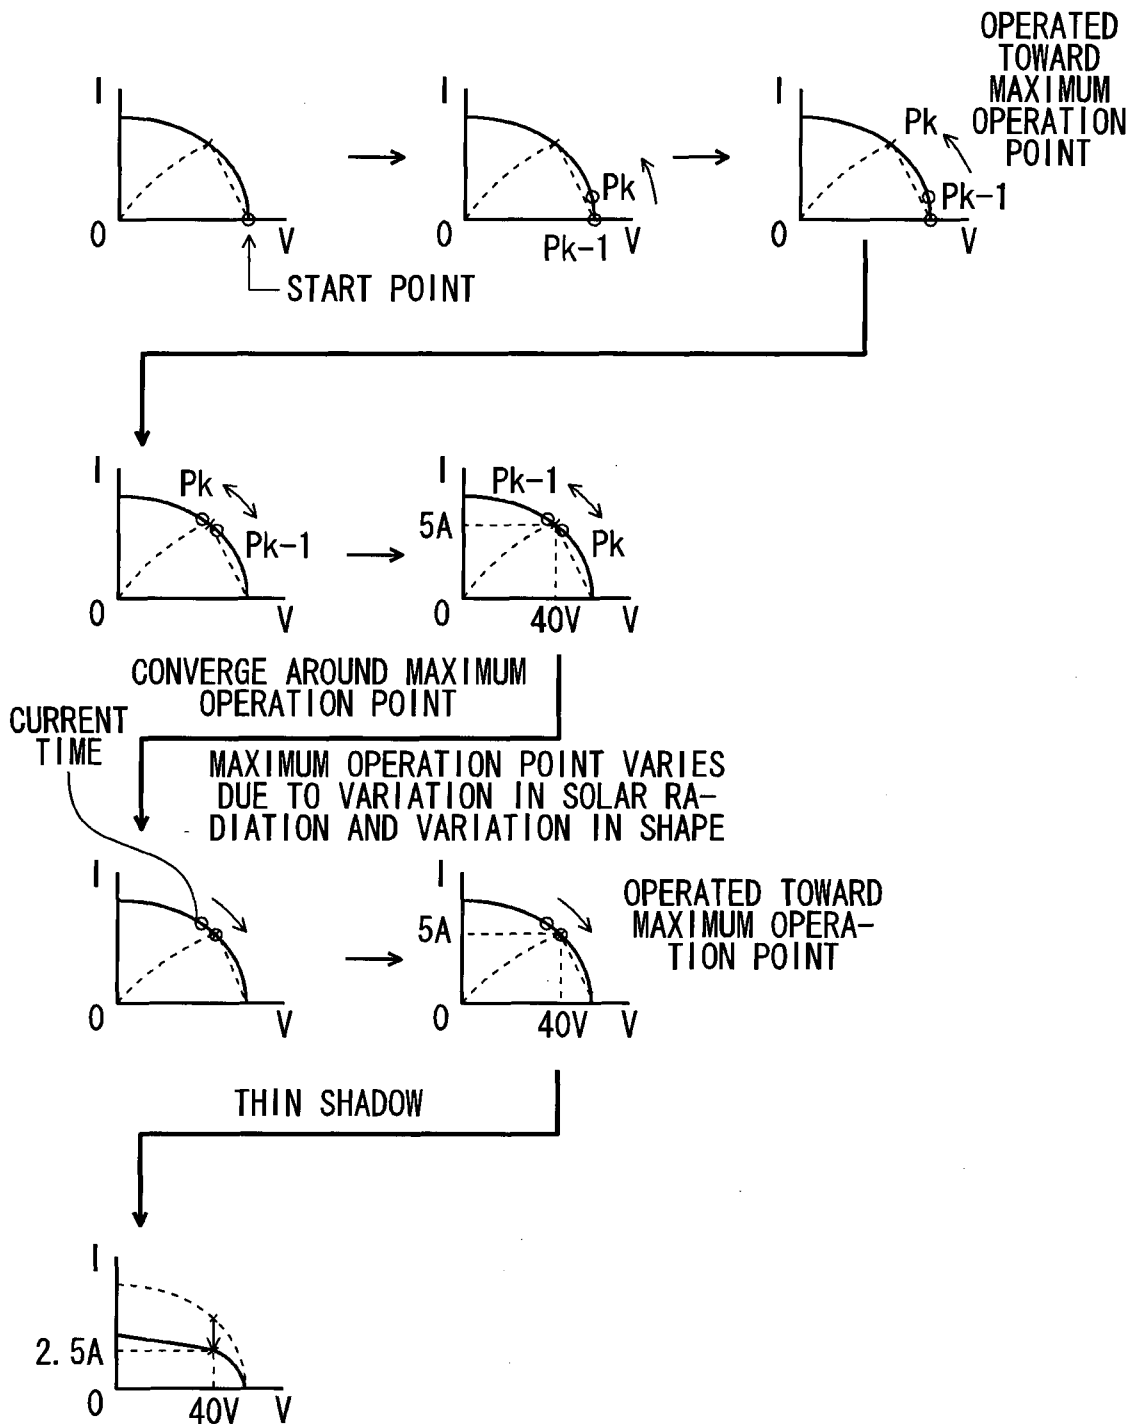 OPERATED
TOWARD
MAXIMUM
OPERATION
POINT
I
0
V
START POINT
I
Pk
0
Pk-1
V
I
Pk
Pk-1
0
V
I
Pk
Pk-1
0
V
I
Pk-1
5A
Pk
0
40V
V
CONVERGE AROUND MAXIMUM
OPERATION POINT
CURRENT
TIME
MAXIMUM OPERATION POINT VARIES
DUE TO VARIATION IN SOLAR RA-
DIATION AND VARIATION IN SHAPE
I
0
V
I
5A
0
40V
V
OPERATED TOWARD
MAXIMUM OPERA-
TION POINT
THIN SHADOW
I
2.5A
0
40V
V